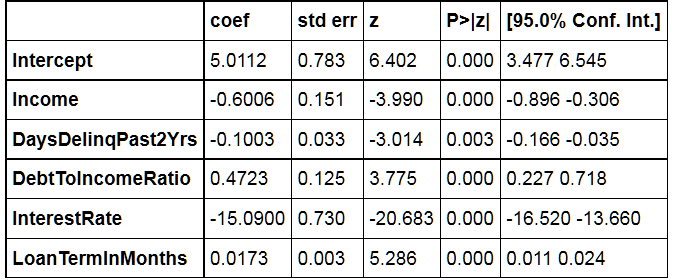 coef std err z P>|z| [95.0% Conf. Int.]
Intercept 5.0112 0.783 6.402 0.000 3.477 6.545
Income -0.6006 0.151 -3.990 0.000 -0.896 -0.306
DaysDelinqPast2Yrs -0.1003 0.033 -3.014 0.003 -0.166 -0.035
DebtToIncomeRatio 0.4723 0.125 3.775 0.000 0.227 0.718
InterestRate -15.0900 0.730 -20.683 0.000 -16.520 -13.660
LoanTermInMonths 0.0173 0.003 5.286 0.000 0.011 0.024